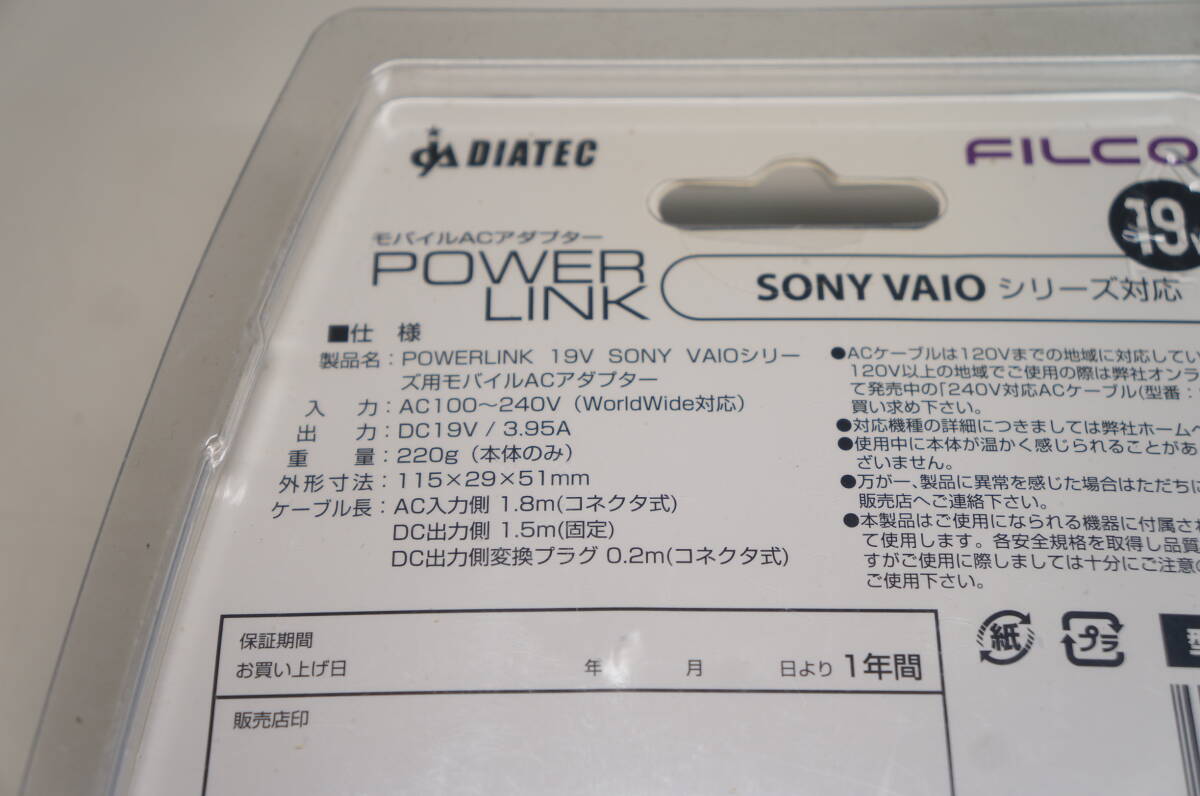 DIATEC
FILCO
19V
モバイルACアダプター
POWER
LINK
SONY VAIO シリーズ対応
■仕 様
製品名：POWERLINK 19V SONY VAIOシリー
ズ用モバイルACアダプター
入 力：AC100〜240V（WorldWide対応）
出 力：DC19V / 3.95A
重 量：220g（本体のみ）
外形寸法：115×29×51mm
ケーブル長：AC入力側 1.8m(コネクタ式)
DC出力側 1.5m(固定)
DC出力側変換プラグ 0.2m(コネクタ式)
●ACケーブルは120Vまでの地域に対応してい
120V以上の地域でご使用の際は弊社オンラ
て発売中の「240V対応ACケーブル(型番：
買い求め下さい。
●対応機種の詳細につきましては弊社ホーム
●使用中に本体が温かく感じられることがあ
ざいません。
●万が一、製品に異常を感じた場合はただちに
販売店へご連絡下さい。
●本製品はご使用になられる機器に付属され
て使用します。各安全規格を取得し品質
すがご使用に際しましては十分にご注意の
ご使用下さい。
保証期間
お買い上げ日 年 月 日より 1年間
販売店印
紙
プラ